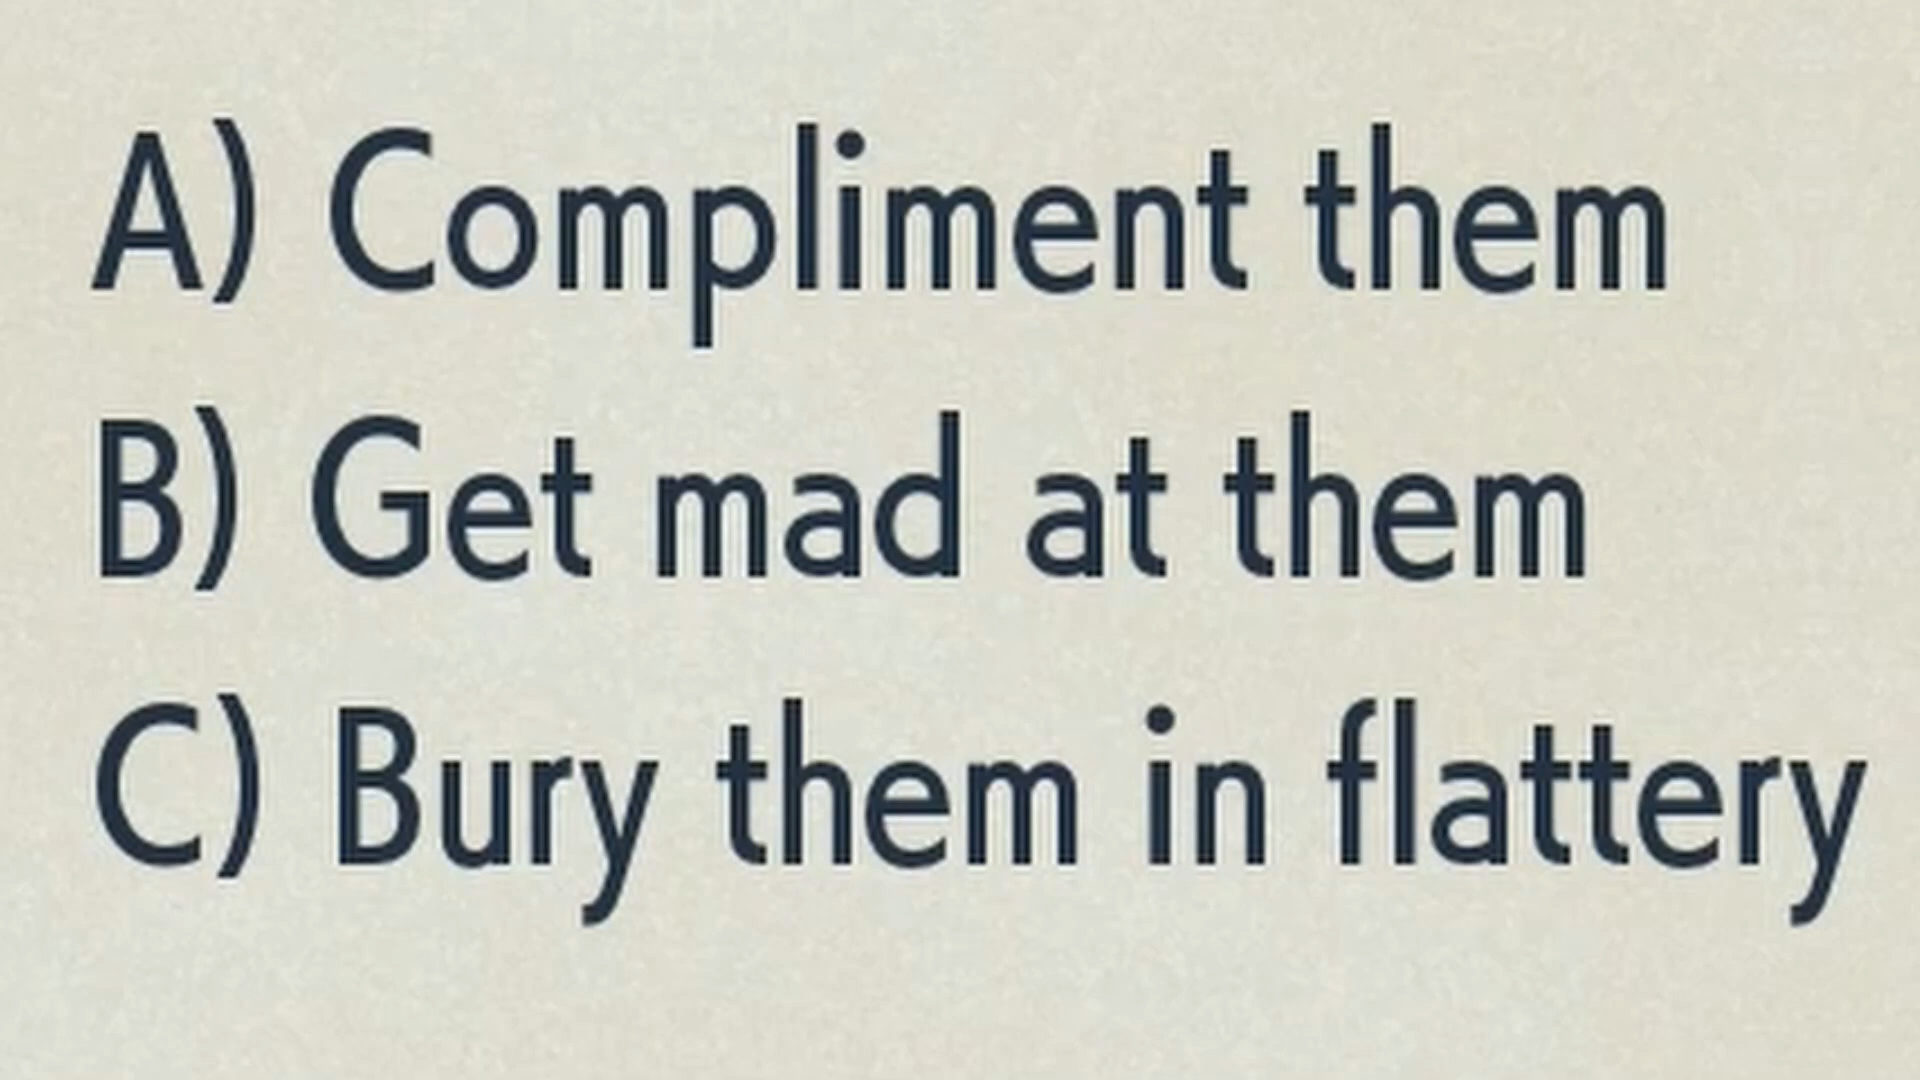 A) Compliment them
B) Get mad at them
C) Bury them in flattery